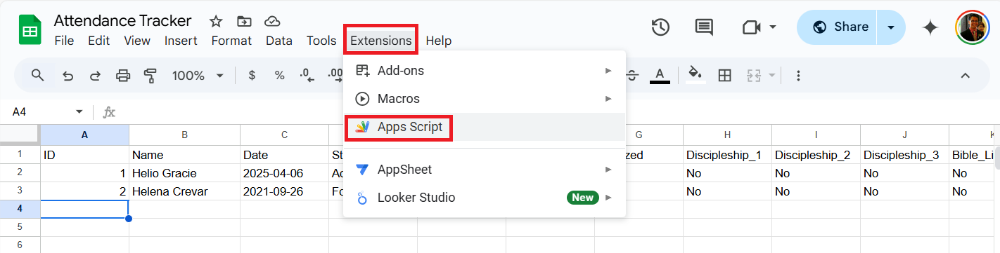 Attendance Tracker
File Edit View Insert Format Data Tools Extensions Help
Share
100% $ % .0 .00 A
Add-ons
Macros
Apps Script
AppSheet
Looker Studio New
A4 fx
A B C G H I J K
1 ID Name Date St zed Discipleship_1 Discipleship_2 Discipleship_3 Bible_Li
2 1 Helio Gracie 2025-04-06 Ac No No No No
3 2 Helena Crevar 2021-09-26 Fo No No No No
4
5
6